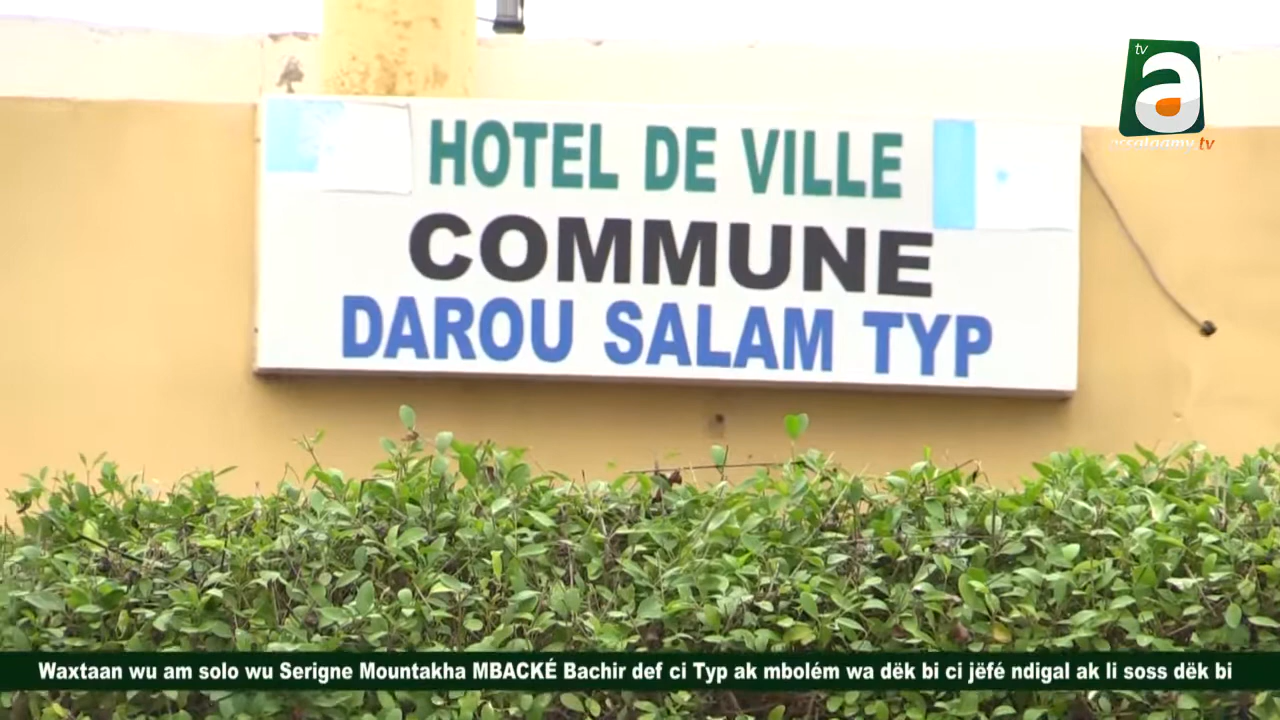 tv
a
assalaamu tv
HOTEL DE VILLE
COMMUNE
DAROU SALAM TYP
Waxtaan wu am solo wu Serigne Mountakha MBACKÉ Bachir def ci Typ ak mbolém wa dëk bi ci jëfé ndigal ak li soss dëk bi